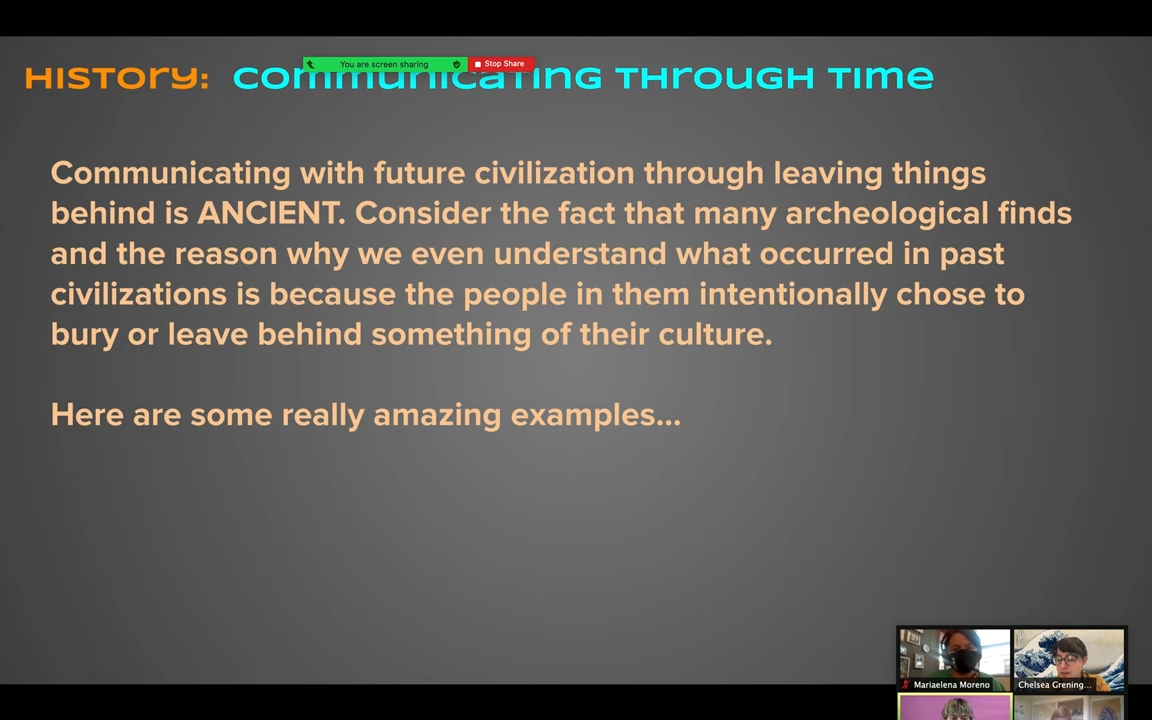 You are screen sharing Stop Share
History: Communicating Through Time
Communicating with future civilization through leaving things
behind is ANCIENT. Consider the fact that many archeological finds
and the reason why we even understand what occurred in past
civilizations is because the people in them intentionally chose to
bury or leave behind something of their culture.
Here are some really amazing examples...
Mariaelena Moreno Chelsea Grening...